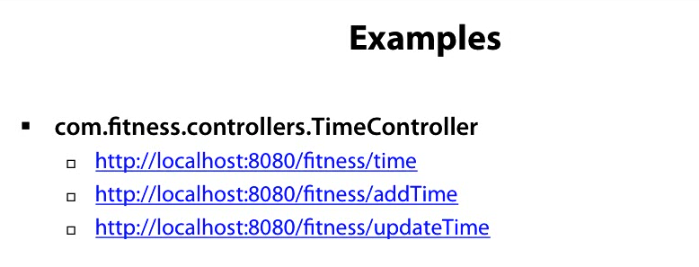 Examples
com.fitness.controllers.TimeController
http://localhost:8080/fitness/time
http://localhost:8080/fitness/addTime
http://localhost:8080/fitness/updateTime